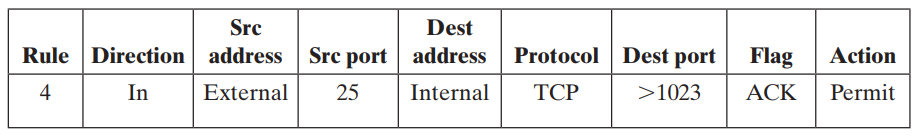 Rule Direction Src address Src port Dest address Protocol Dest port Flag Action
4 In External 25 Internal TCP >1023 ACK Permit